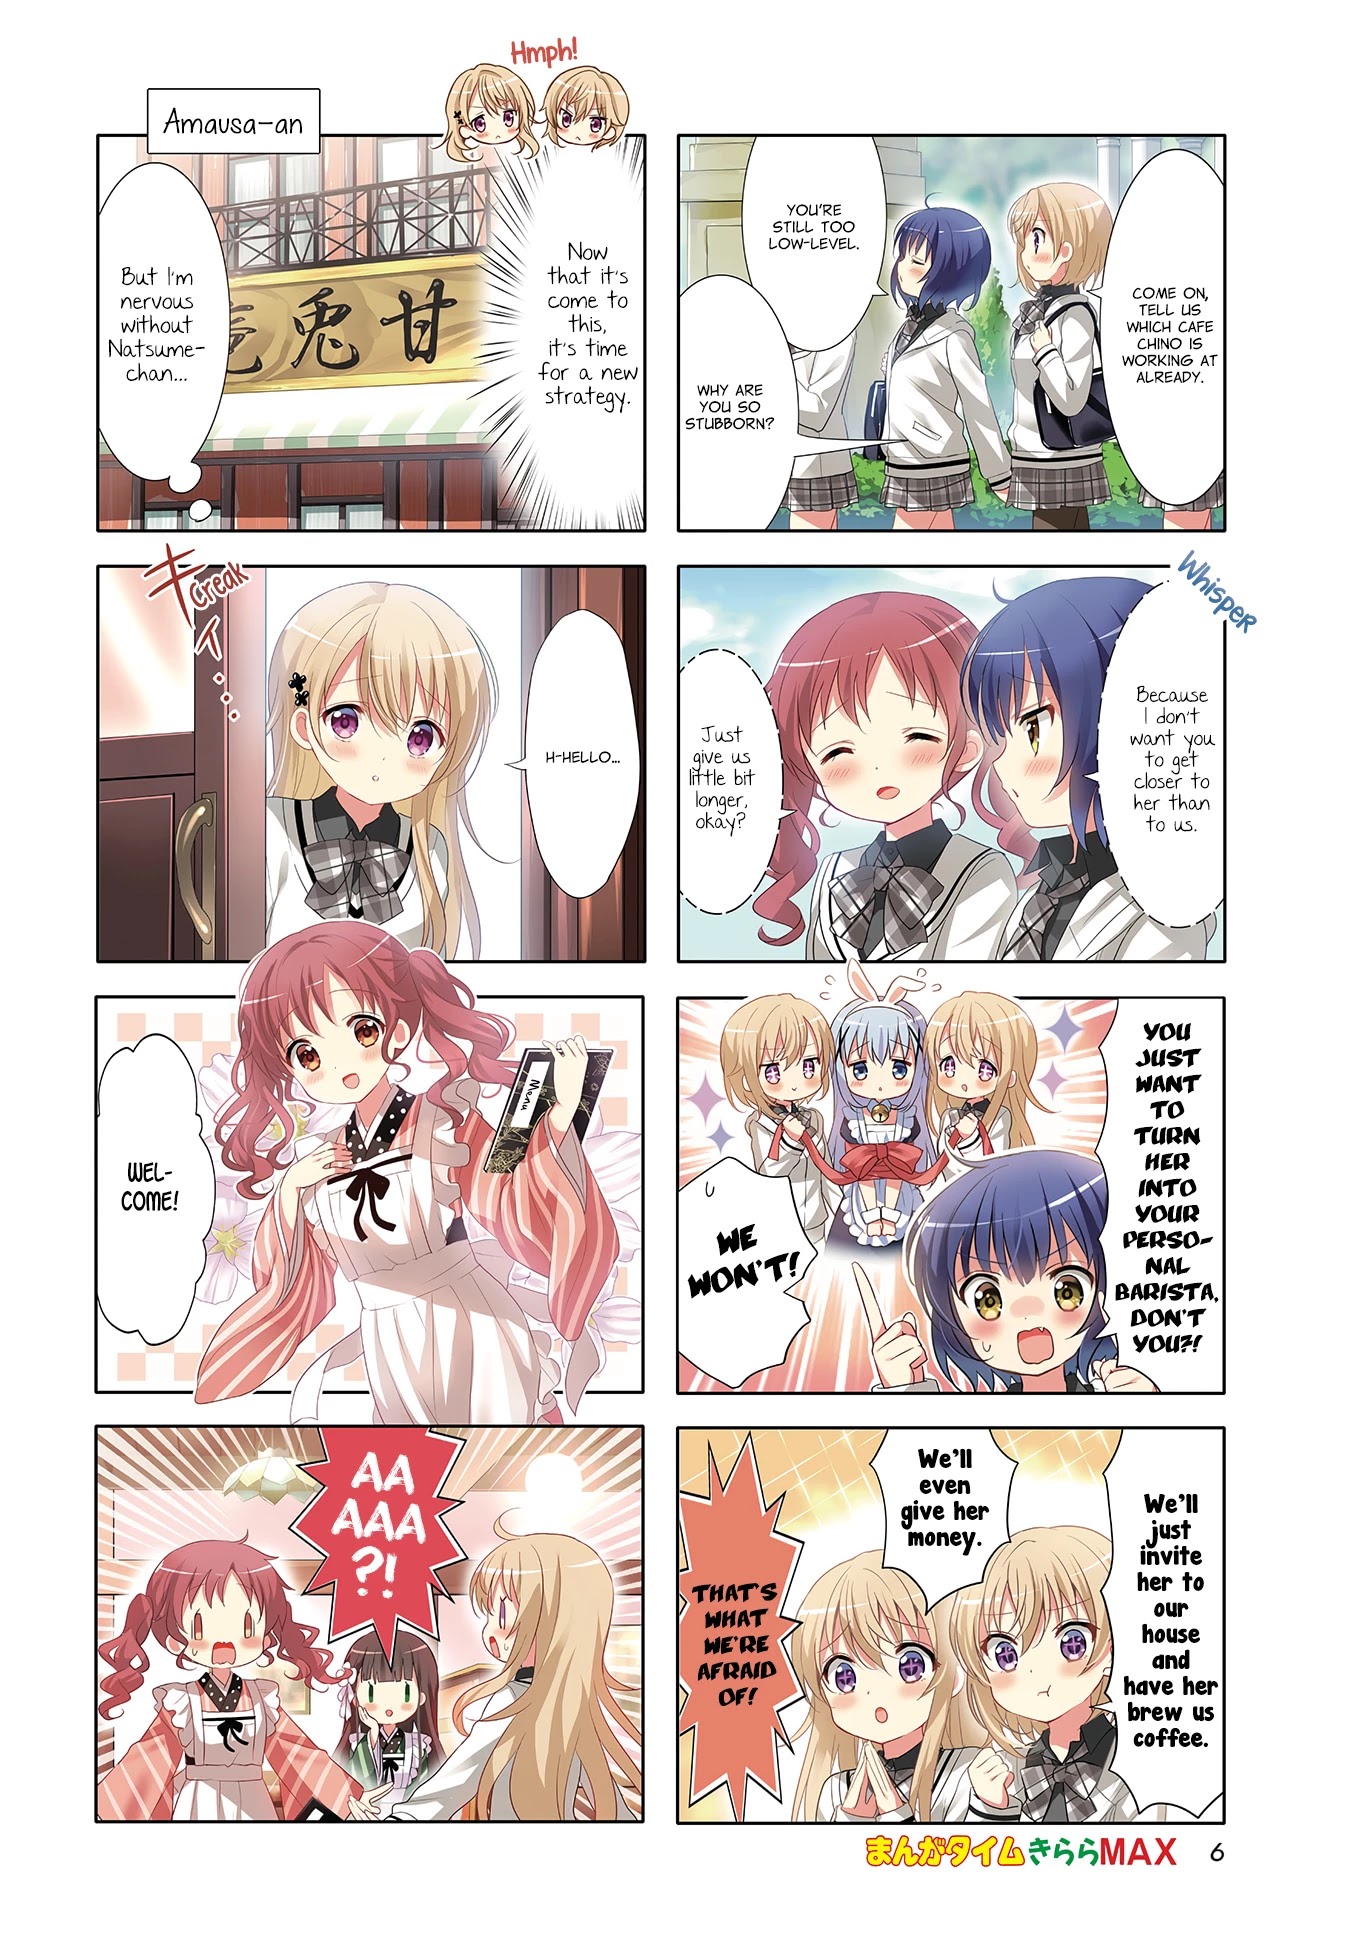 COME ON,
TELL US
WHICH CAFE
CHINO IS
WORKING AT
ALREADY.
YOU'RE
STILL TOO
LOW-LEVEL.
WHY ARE
YOU SO
STUBBORN?
Whisper
Because
I don't
want you
to get
closer to
her than
to us.
Just
give us
little bit
longer,
okay?
YOU
JUST
WANT
TO
TURN
HER
INTO
YOUR
PERSO-
NAL
BARISTA,
DON'T
YOU?!
WE
WON'T!
We'll
just
invite
her to
our
house
and
have her
brew us
coffee.
We'll
even
give her
money.
THAT'S
WHAT
WE'RE
AFRAID
OF!
Hmph!
Amausa-an
Now
that it's
come to
this,
it's time
for a new
strategy.
甘兎庵
But I'm
nervous
without
Natsume-
chan...
キイ...
Creak
H-HELLO...
WEL-
COME!
Menu
AA
AAA
?!
まんがタイムきららMAX
6